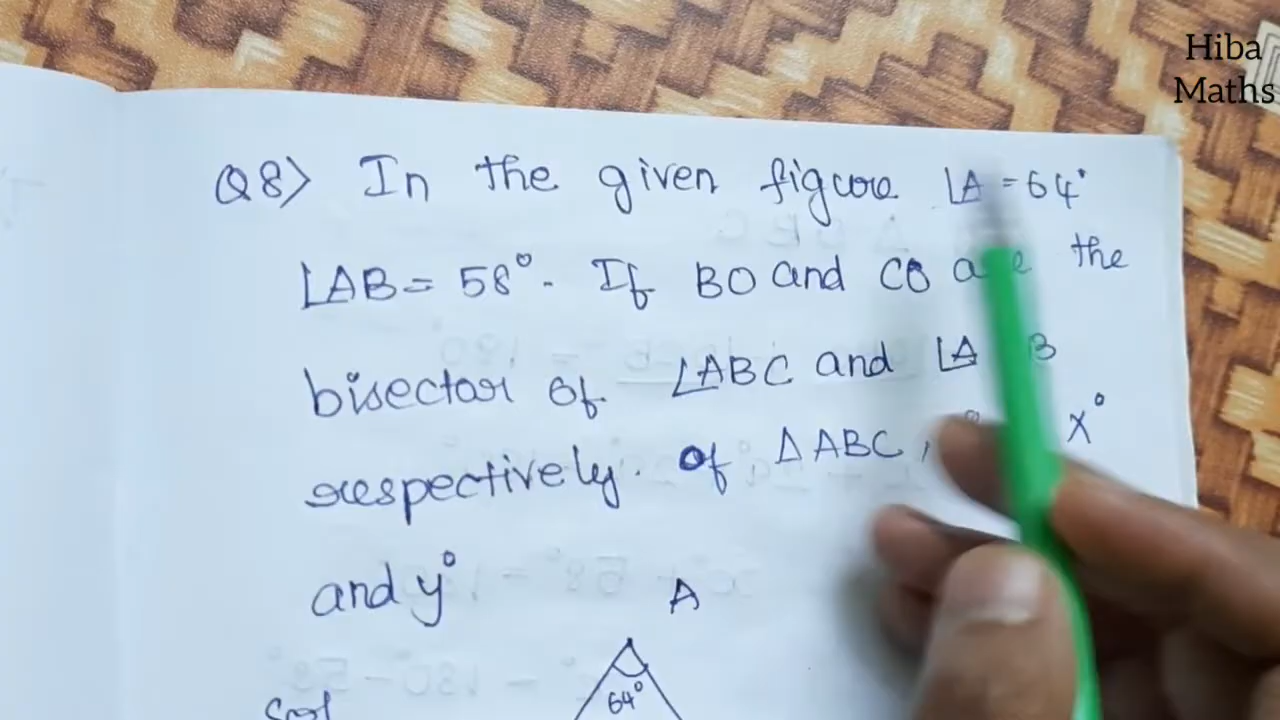 Hiba
Maths
Q8> In the given figure ∠A = 64°
∠AB = 58°. If BO and CO are the
bisector of ∠ABC and ∠A B
respectively. of ΔABC, x°
and y°
A
64°